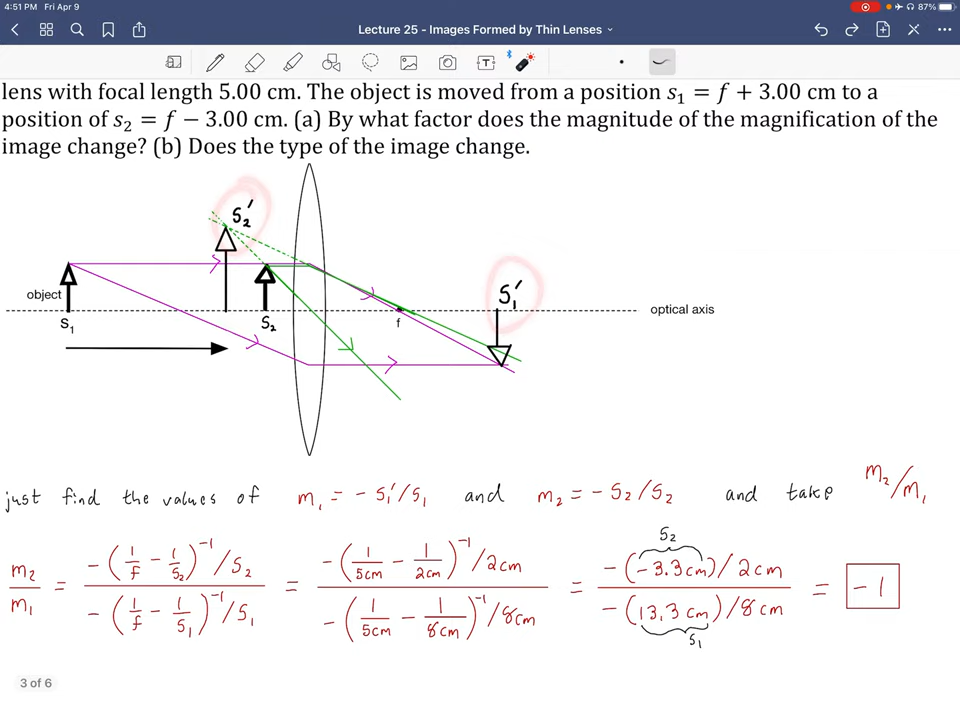 4:51 PM Fri Apr 9
87%
Lecture 25 - Images Formed by Thin Lenses
T
lens with focal length 5.00 cm. The object is moved from a position s₁ = f + 3.00 cm to a
position of s₂ = f − 3.00 cm. (a) By what factor does the magnitude of the magnification of the
image change? (b) Does the type of the image change.
S₂'
S₁'
object
S₁
S₂
f
optical axis
just find the values of m₁ = - S₁'/S₁ and m₂ = - S₂/S₂ and take m₂/m₁
m₂/m₁ = -(1/f - 1/S₂)⁻¹/S₂ / -(1/f - 1/S₁)⁻¹/S₁ = -(1/5cm - 1/2cm)⁻¹/2cm / -(1/5cm - 1/8cm)⁻¹/8cm = -(-3.3cm)/2cm / -(13,3cm)/8cm = -1
S₂
S₁
3 of 6